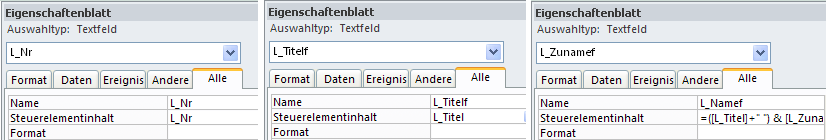 Eigenschaftenblatt
Auswahltyp: Textfeld
L_Nr
Format Daten Ereignis Andere Alle
Name L_Nr
Steuerelementinhalt L_Nr
Format
Eigenschaftenblatt
Auswahltyp: Textfeld
L_Titelf
Format Daten Ereignis Andere Alle
Name L_Titelf
Steuerelementinhalt L_Titel
Format
Eigenschaftenblatt
Auswahltyp: Textfeld
L_Zunamef
Format Daten Ereignis Andere Alle
Name L_Namef
Steuerelementinhalt =([L_Titel]+" ") & [L_Zuna
Format